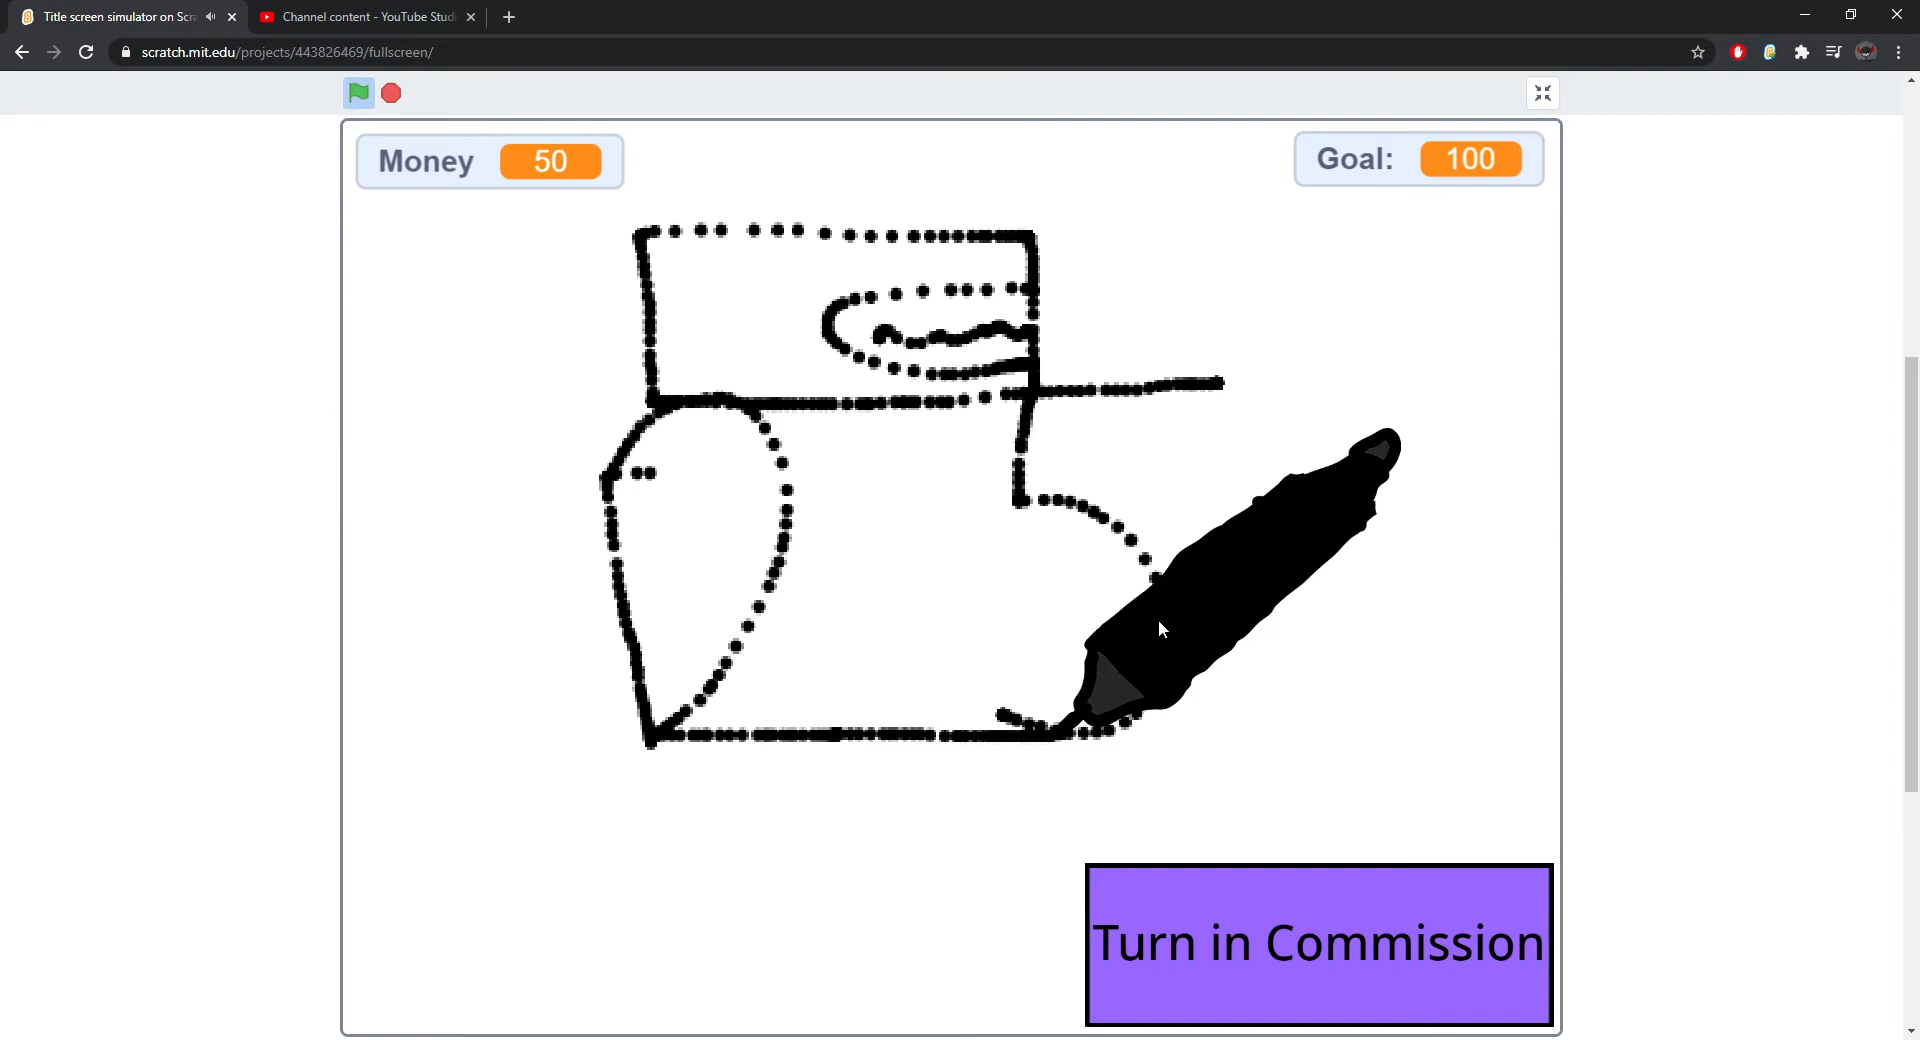 Title screen simulator on Scra
Channel content - YouTube Studi
scratch.mit.edu/projects/443826469/fullscreen/
Money 50
Goal: 100
Turn in Commission